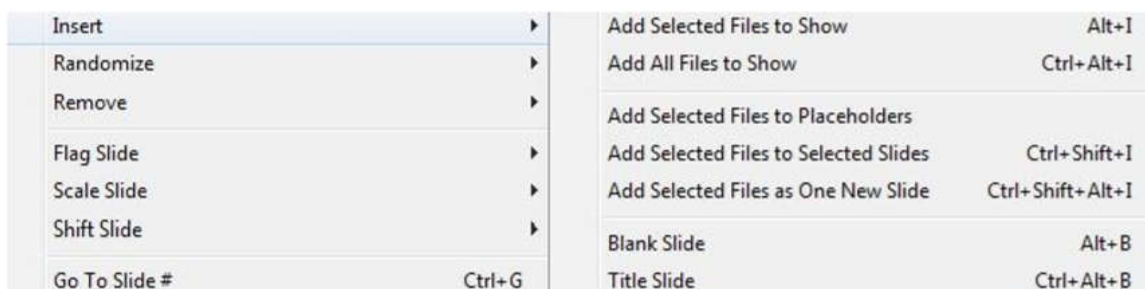 Insert
Randomize
Remove
Flag Slide
Scale Slide
Shift Slide
Go To Slide # Ctrl+G
Add Selected Files to Show Alt+I
Add All Files to Show Ctrl+Alt+I
Add Selected Files to Placeholders
Add Selected Files to Selected Slides Ctrl+Shift+I
Add Selected Files as One New Slide Ctrl+Shift+Alt+I
Blank Slide Alt+B
Title Slide Ctrl+Alt+B